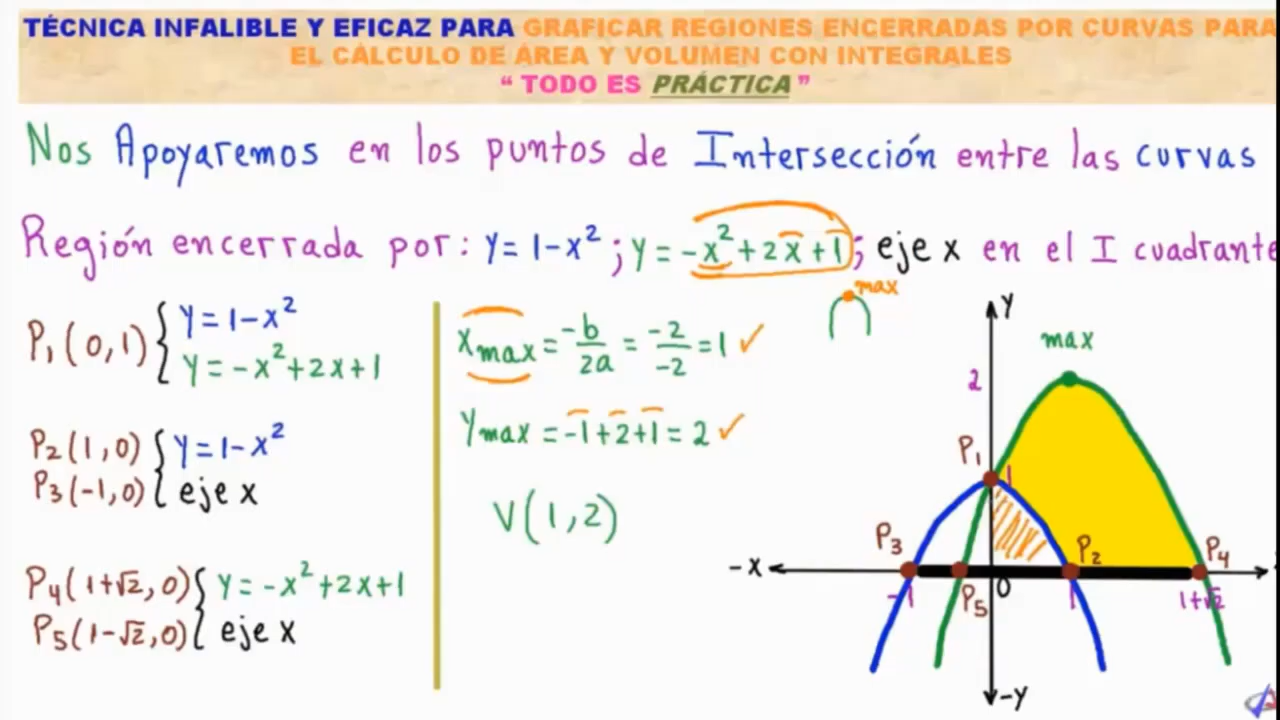 TÉCNICA INFALIBLE Y EFICAZ PARA GRAFICAR REGIONES ENCERRADAS POR CURVAS PARA
EL CÁLCULO DE ÁREA Y VOLUMEN CON INTEGRALES
“ TODO ES PRÁCTICA ”
Nos Apoyaremos en los puntos de Intersección entre las curvas
Región encerrada por: y = 1-x² ; y = -x²+2x+1 ; eje x en el I cuadrante
P₁(0,1) { y = 1-x²
y = -x²+2x+1
P₂(1,0) { y = 1-x²
P₃(-1,0) { eje x
P₄(1+√2,0) { y = -x²+2x+1
P₅(1-√2,0) { eje x
xmax = -b/2a = -2/-2 = 1 ✓
ymax = -1+2+1 = 2 ✓
V(1,2)
max
y
max
2
P₁
1
P₃
P₂
P₄
-x
-1
P₅
0
1
1+√2
-y